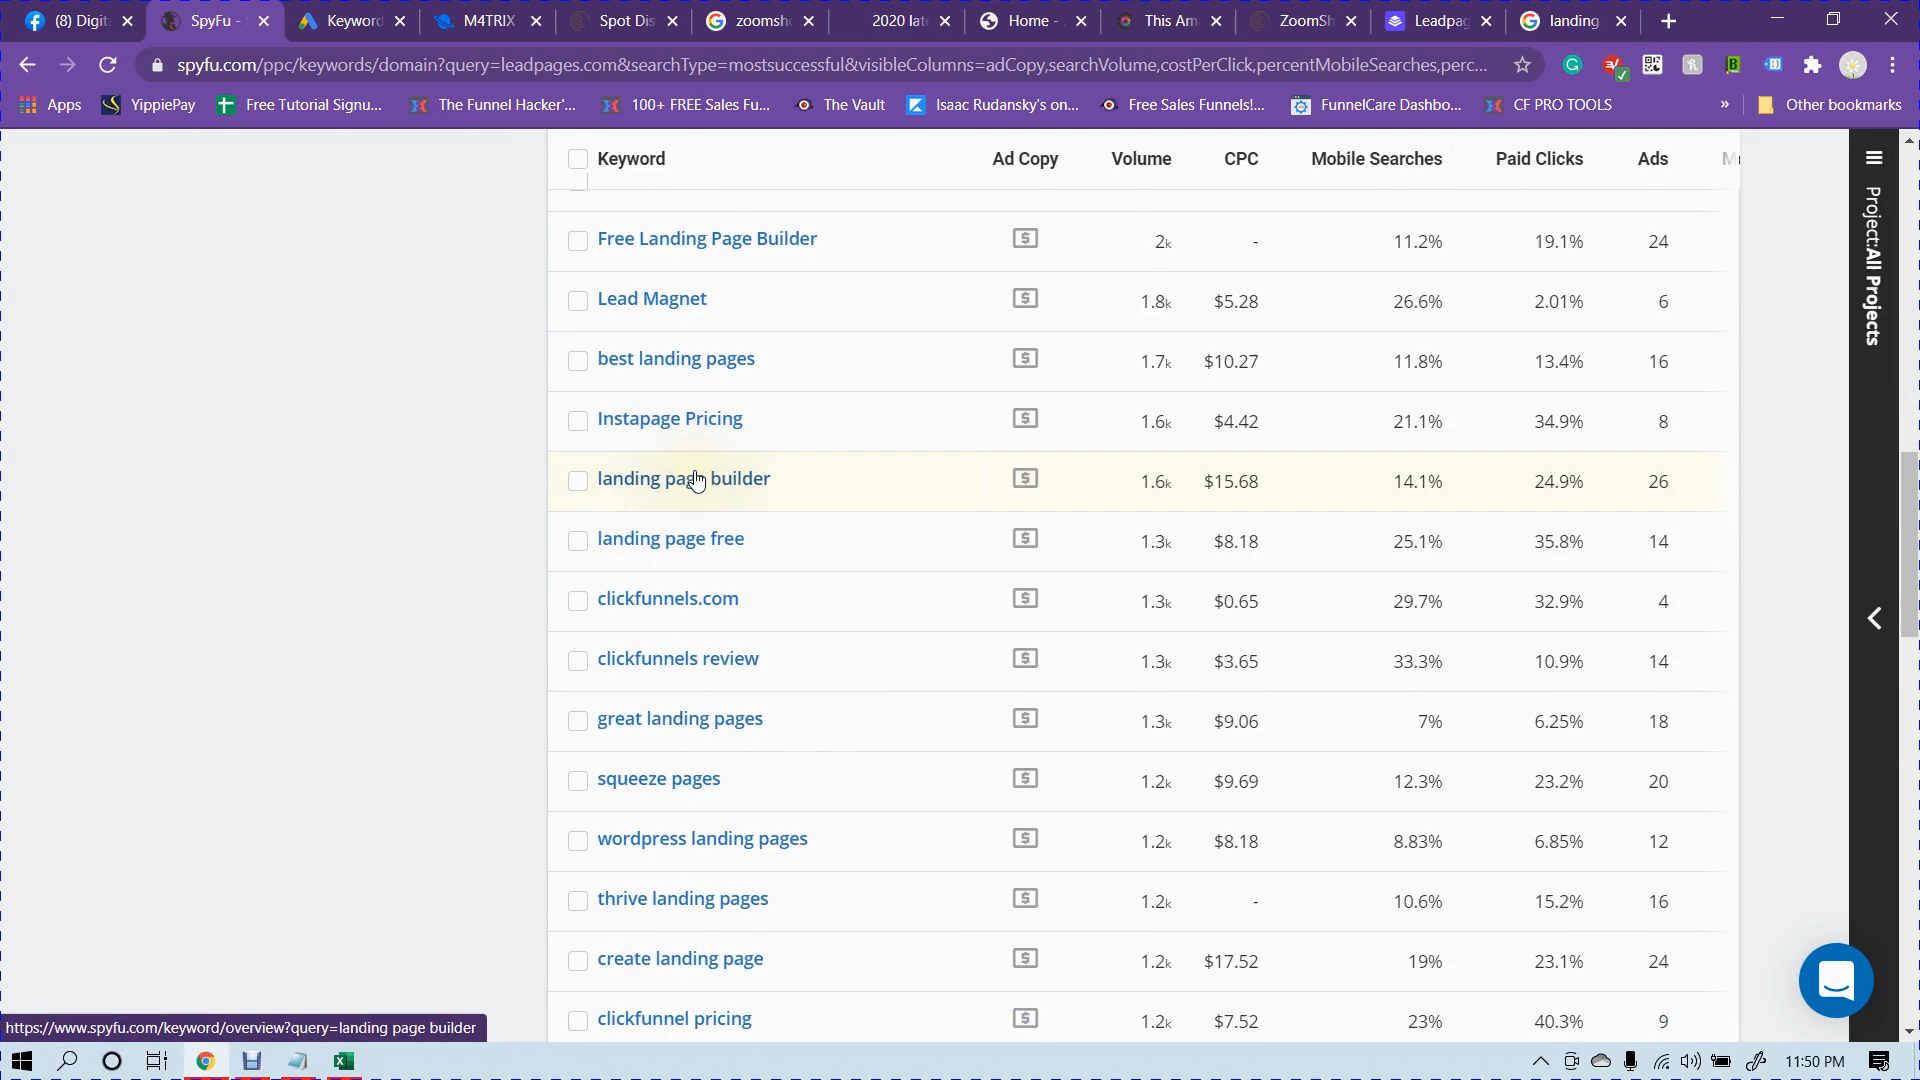 (8) Digita SpyFu - Keyword M4TRIX Spot Dis zoomsho 2020 late Home - This Am ZoomSh Leadpag landing
spyfu.com/ppc/keywords/domain?query=leadpages.com&searchType=mostsuccessful&visibleColumns=adCopy,searchVolume,costPerClick,percentMobileSearches,perc...
Apps YippiePay Free Tutorial Signu... The Funnel Hacker'... 100+ FREE Sales Fu... The Vault Isaac Rudansky's on... Free Sales Funnels!... FunnelCare Dashbo... CF PRO TOOLS » Other bookmarks
Keyword Ad Copy Volume CPC Mobile Searches Paid Clicks Ads
Free Landing Page Builder 2k - 11.2% 19.1% 24
Lead Magnet 1.8k $5.28 26.6% 2.01% 6
best landing pages 1.7k $10.27 11.8% 13.4% 16
Instapage Pricing 1.6k $4.42 21.1% 34.9% 8
landing page builder 1.6k $15.68 14.1% 24.9% 26
landing page free 1.3k $8.18 25.1% 35.8% 14
clickfunnels.com 1.3k $0.65 29.7% 32.9% 4
clickfunnels review 1.3k $3.65 33.3% 10.9% 14
great landing pages 1.3k $9.06 7% 6.25% 18
squeeze pages 1.2k $9.69 12.3% 23.2% 20
wordpress landing pages 1.2k $8.18 8.83% 6.85% 12
thrive landing pages 1.2k - 10.6% 15.2% 16
create landing page 1.2k $17.52 19% 23.1% 24
clickfunnel pricing 1.2k $7.52 23% 40.3% 9
Project:All Projects
https://www.spyfu.com/keyword/overview?query=landing page builder
11:50 PM